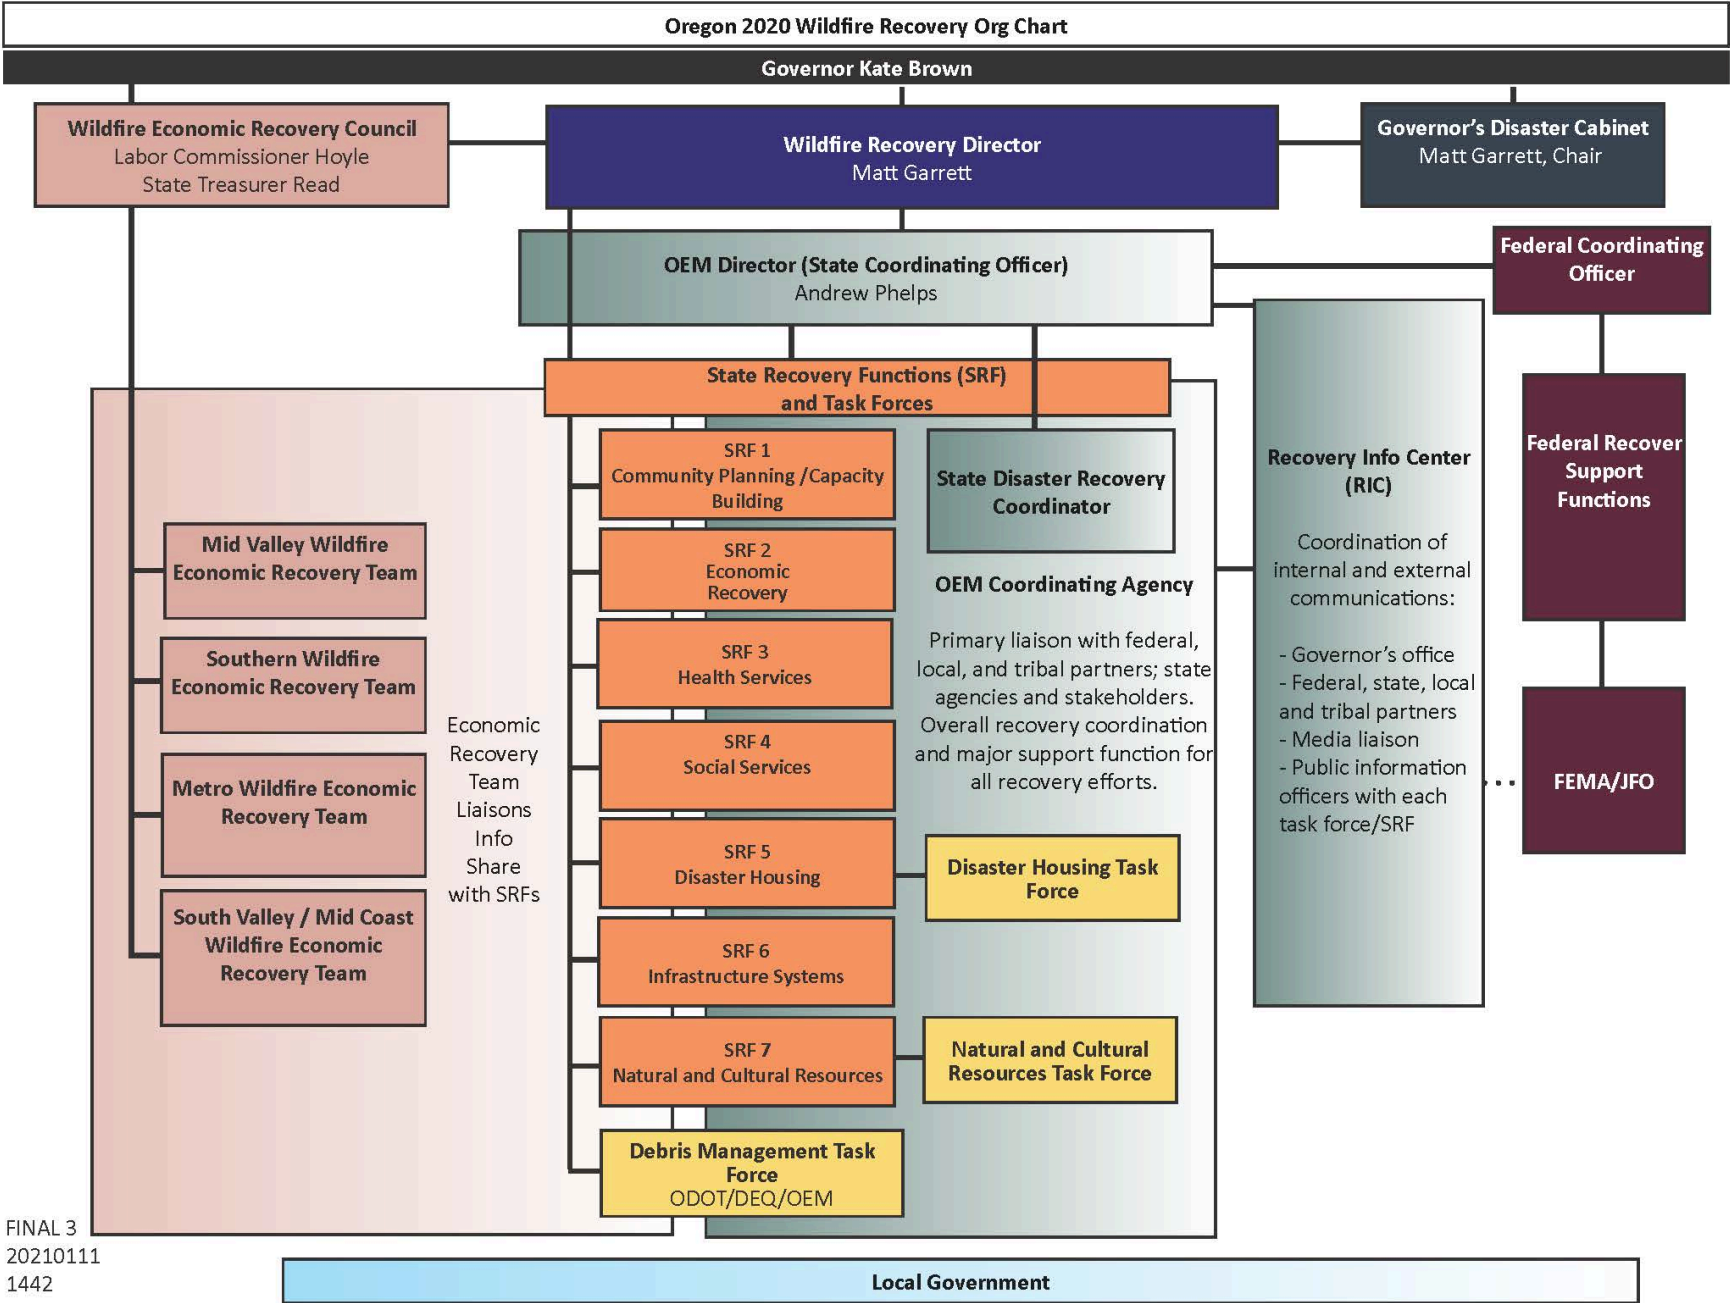 Oregon 2020 Wildfire Recovery Org Chart
Governor Kate Brown
Wildfire Economic Recovery Council
Labor Commissioner Hoyle
State Treasurer Read
Wildfire Recovery Director
Matt Garrett
Governor's Disaster Cabinet
Matt Garrett, Chair
OEM Director (State Coordinating Officer)
Andrew Phelps
Federal Coordinating
Officer
State Recovery Functions (SRF)
and Task Forces
Mid Valley Wildfire
Economic Recovery Team
Southern Wildfire
Economic Recovery Team
Metro Wildfire Economic
Recovery Team
South Valley / Mid Coast
Wildfire Economic
Recovery Team
Economic
Recovery
Team
Liaisons
Info
Share
with SRFs
SRF 1
Community Planning /Capacity
Building
SRF 2
Economic
Recovery
SRF 3
Health Services
SRF 4
Social Services
SRF 5
Disaster Housing
SRF 6
Infrastructure Systems
SRF 7
Natural and Cultural Resources
Debris Management Task
Force
ODOT/DEQ/OEM
State Disaster Recovery
Coordinator
OEM Coordinating Agency
Primary liaison with federal,
local, and tribal partners; state
agencies and stakeholders.
Overall recovery coordination
and major support function for
all recovery efforts.
Disaster Housing Task
Force
Natural and Cultural
Resources Task Force
Recovery Info Center
(RIC)
Coordination of
internal and external
communications:
- Governor's office
- Federal, state, local
and tribal partners
- Media liaison
- Public information
officers with each
task force/SRF
Federal Recover
Support
Functions
FEMA/JFO
FINAL 3
20210111
1442
Local Government